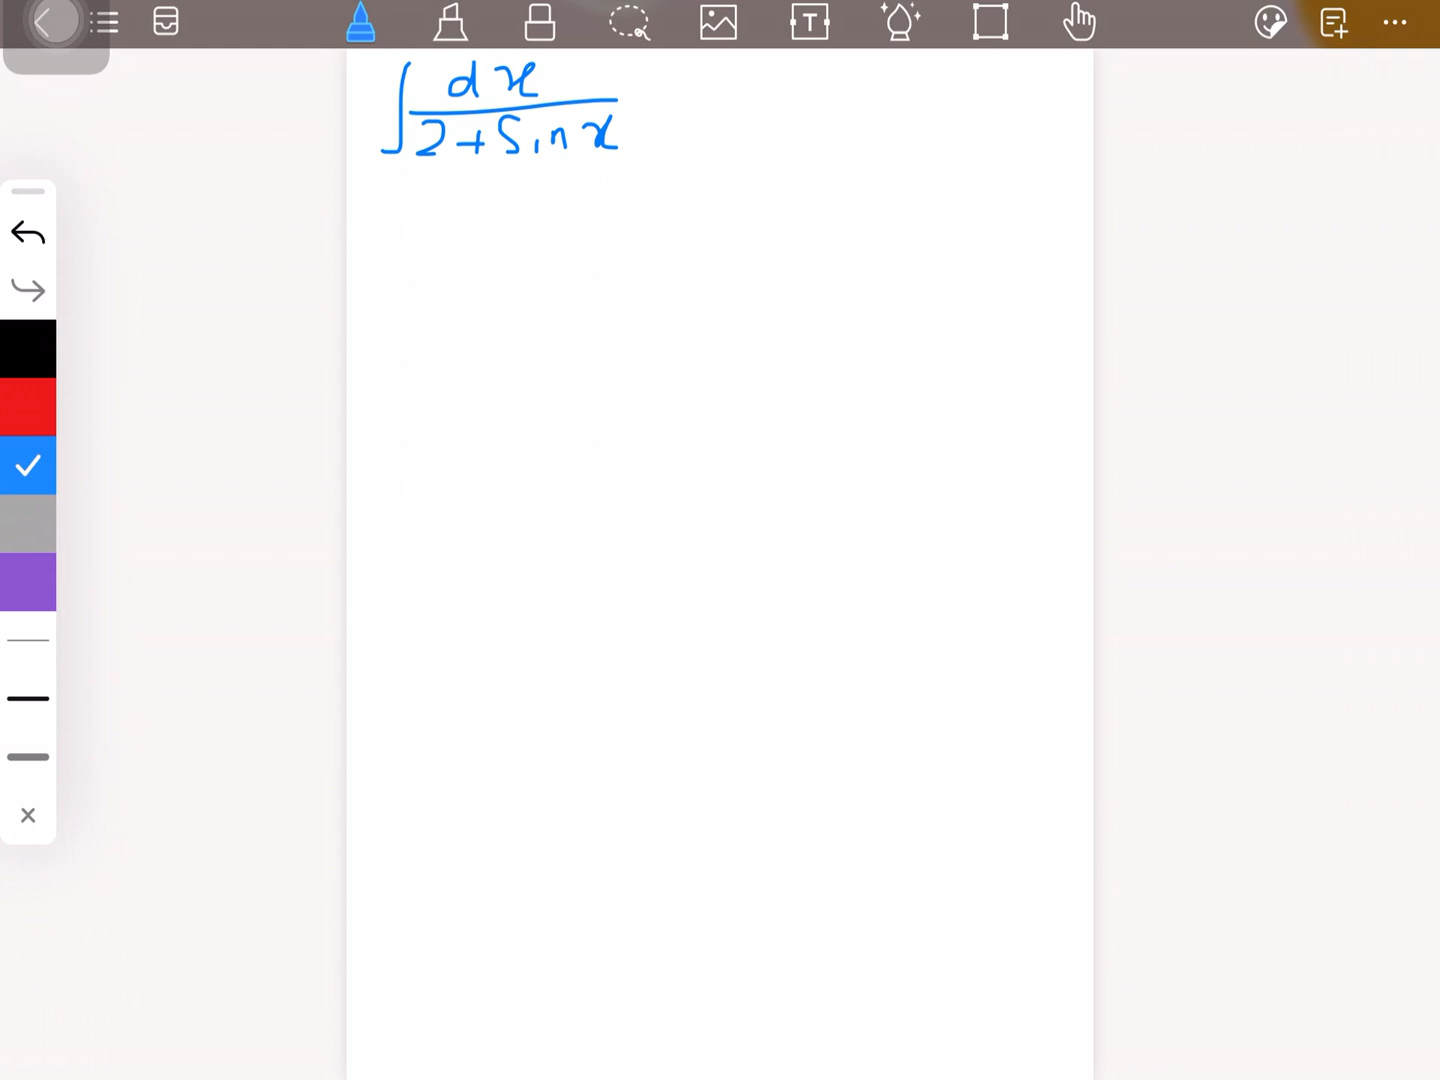 ∫ dx
2+Sinx
T